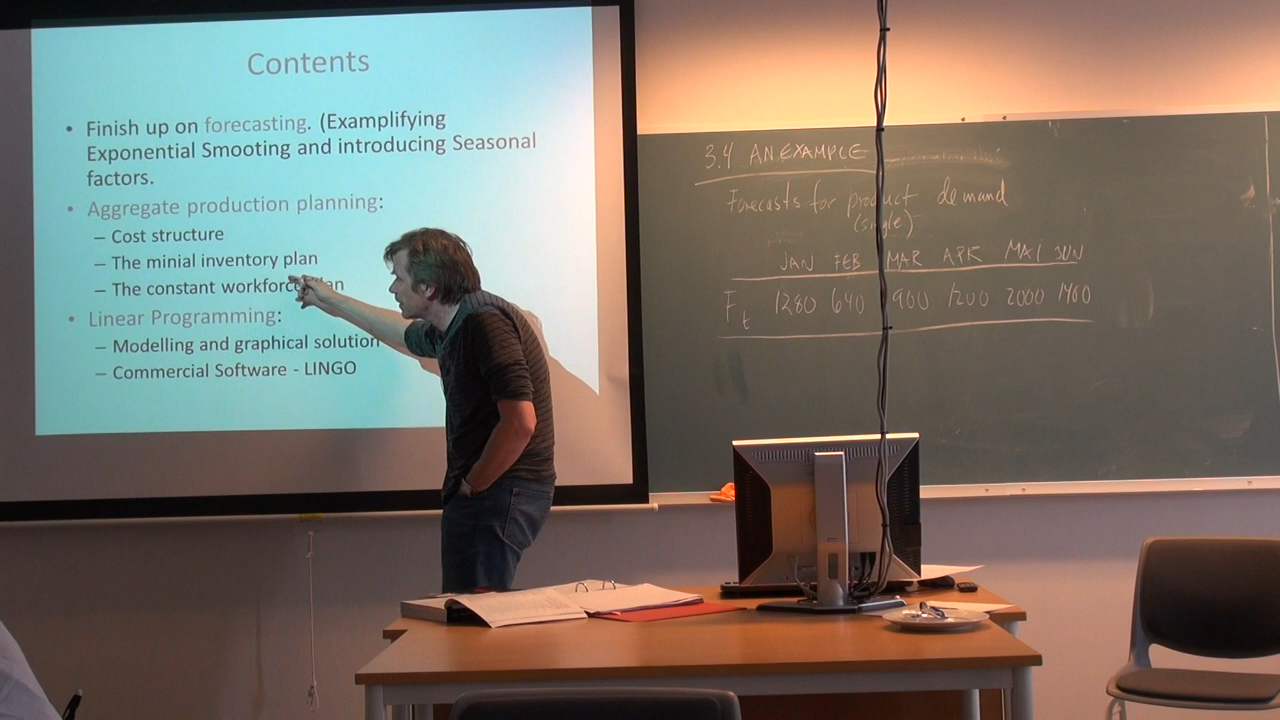 Contents
• Finish up on forecasting. (Examplifying
Exponential Smooting and introducing Seasonal
factors.
• Aggregate production planning:
– Cost structure
– The minial inventory plan
– The constant workforce plan
• Linear Programming:
– Modelling and graphical solution
– Commercial Software - LINGO
3.4 AN EXAMPLE
Forecasts for product demand
(single)
JAN FEB MAR APR MAI JUN
Ft 1280 640 900 1200 2000 1400